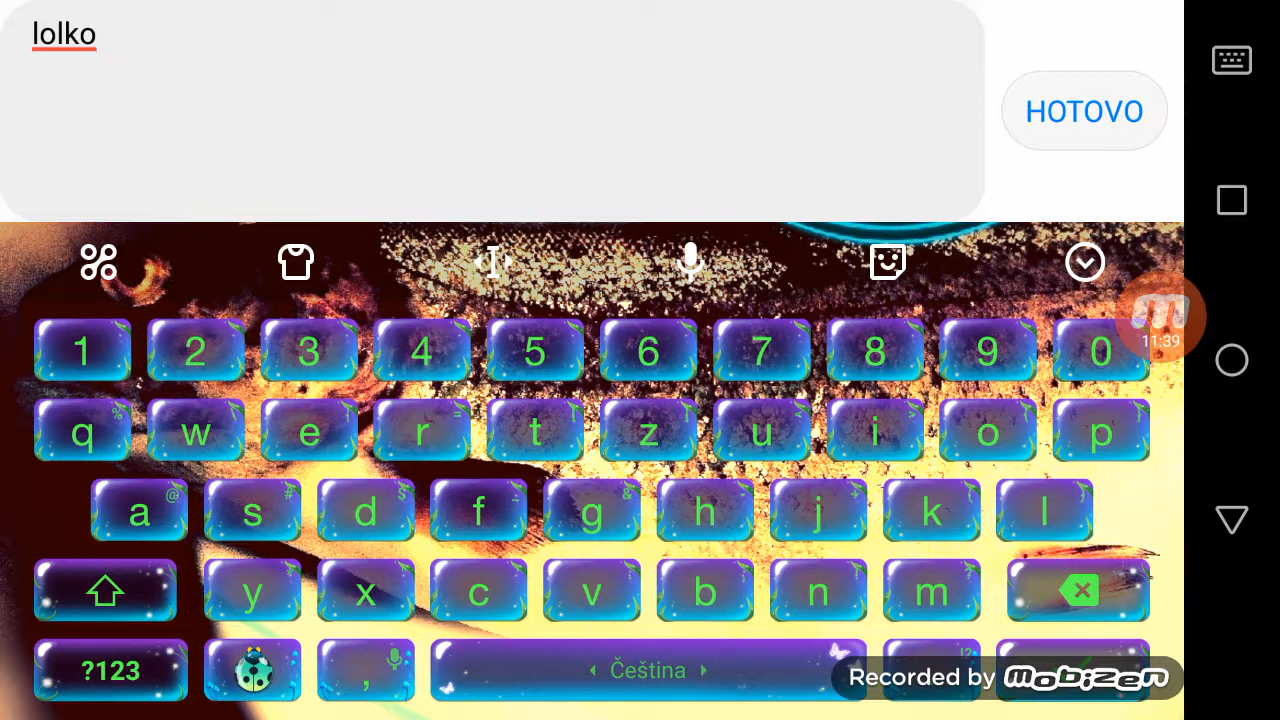 lolko
HOTOVO
11:39
1 2 3 4 5 6 7 8 9 0
q w e r t z u i o p
a s d f g h j k l
y x c v b n m
?123 , Čeština
Recorded by mobizen